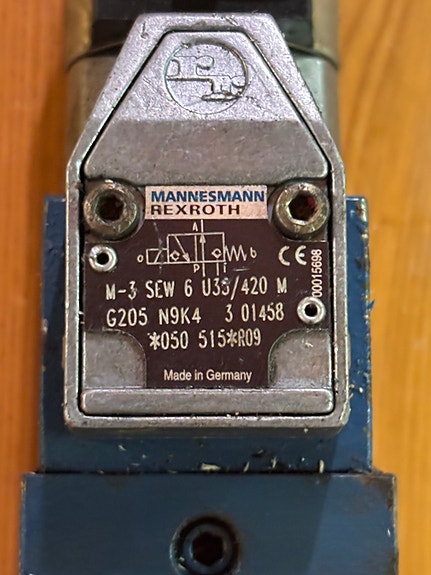 MANNESMANN
REXROTH
A
a b
P T
CE
M-3 SEW 6 U35/420 M
G205 N9K4 3 01458
*050 515*R09
00015698
Made in Germany